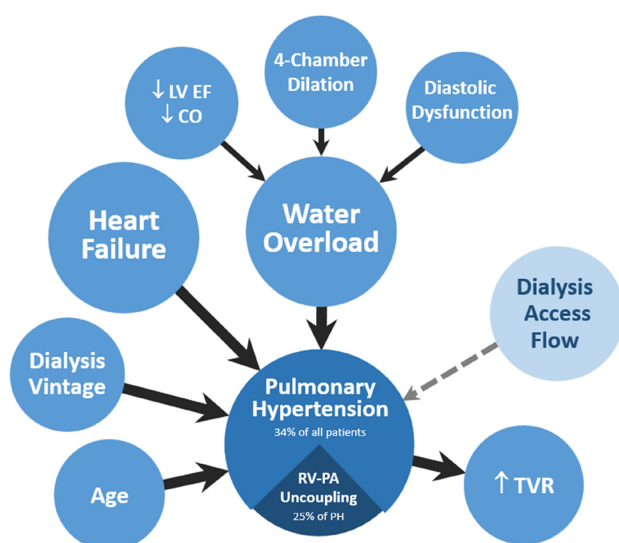 4-Chamber
Dilation
↓ LV EF
↓ CO
Diastolic
Dysfunction
Water
Overload
Heart
Failure
Dialysis
Access
Flow
Dialysis
Vintage
Pulmonary
Hypertension
34% of all patients
RV-PA
Uncoupling
25% of PH
Age
↑ TVR